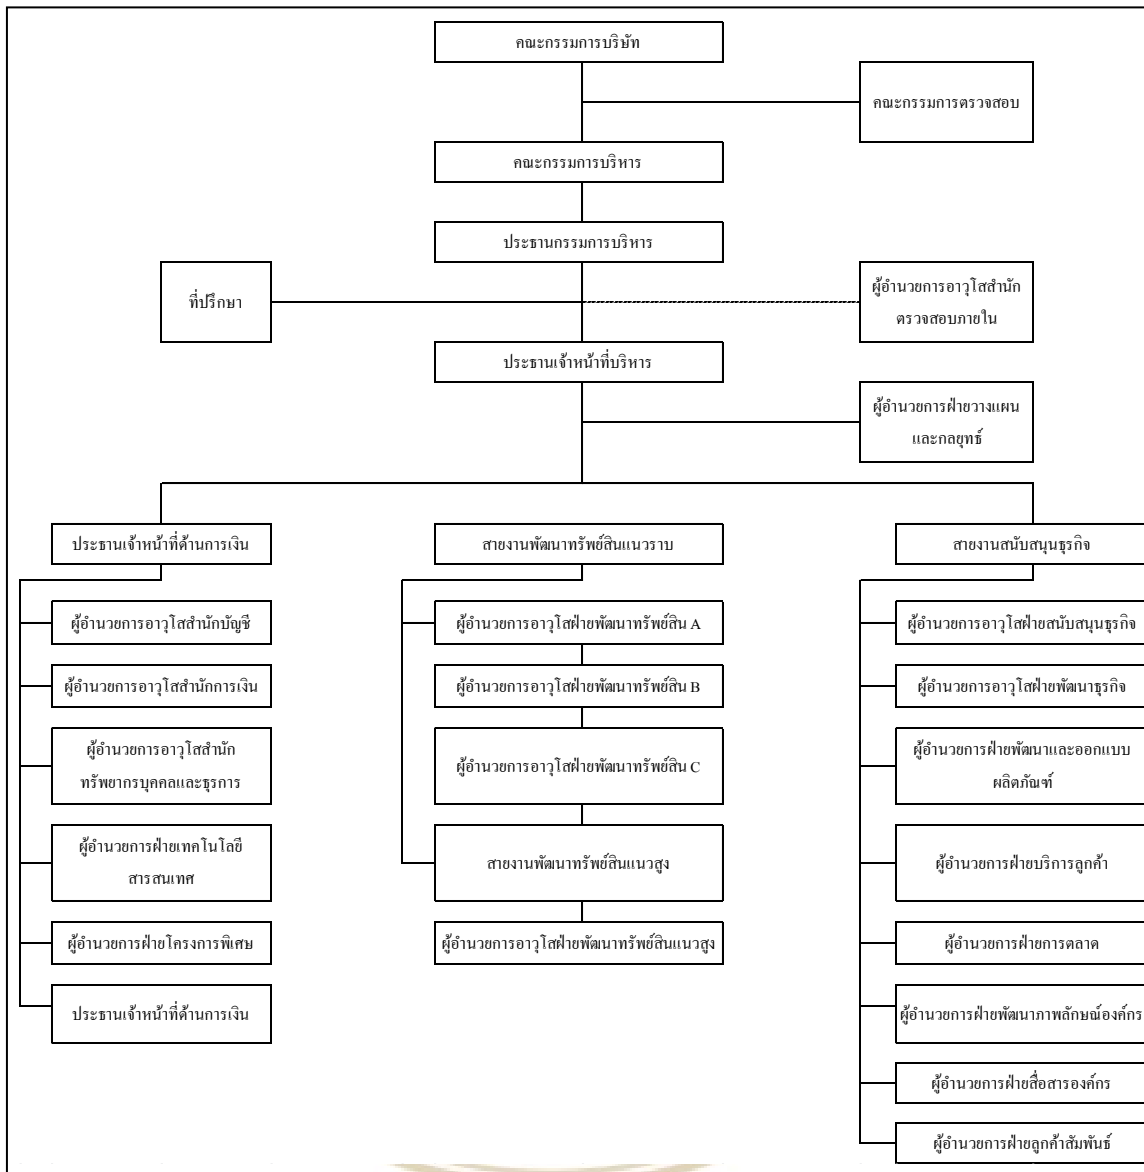 คณะกรรมการบริษัท
คณะกรรมการตรวจสอบ
คณะกรรมการบริหาร
ประธานกรรมการบริหาร
ที่ปรึกษา
ผู้อำนวยการอาวุโสสำนัก
ตรวจสอบภายใน
ประธานเจ้าหน้าที่บริหาร
ผู้อำนวยการฝ่ายวางแผน
และกลยุทธ์
ประธานเจ้าหน้าที่ด้านการเงิน
ผู้อำนวยการอาวุโสสำนักบัญชี
ผู้อำนวยการอาวุโสสำนักการเงิน
ผู้อำนวยการอาวุโสสำนัก
ทรัพยากรบุคคลและธุรการ
ผู้อำนวยการฝ่ายเทคโนโลยี
สารสนเทศ
ผู้อำนวยการฝ่ายโครงการพิเศษ
ประธานเจ้าหน้าที่ด้านการเงิน
สายงานพัฒนาทรัพย์สินแนวราบ
ผู้อำนวยการอาวุโสฝ่ายพัฒนาทรัพย์สิน A
ผู้อำนวยการอาวุโสฝ่ายพัฒนาทรัพย์สิน B
ผู้อำนวยการอาวุโสฝ่ายพัฒนาทรัพย์สิน C
สายงานพัฒนาทรัพย์สินแนวสูง
ผู้อำนวยการอาวุโสฝ่ายพัฒนาทรัพย์สินแนวสูง
สายงานสนับสนุนธุรกิจ
ผู้อำนวยการอาวุโสฝ่ายสนับสนุนธุรกิจ
ผู้อำนวยการอาวุโสฝ่ายพัฒนาธุรกิจ
ผู้อำนวยการฝ่ายพัฒนาและออกแบบ
ผลิตภัณฑ์
ผู้อำนวยการฝ่ายบริการลูกค้า
ผู้อำนวยการฝ่ายการตลาด
ผู้อำนวยการฝ่ายพัฒนาภาพลักษณ์องค์กร
ผู้อำนวยการฝ่ายสื่อสารองค์กร
ผู้อำนวยการฝ่ายลูกค้าสัมพันธ์